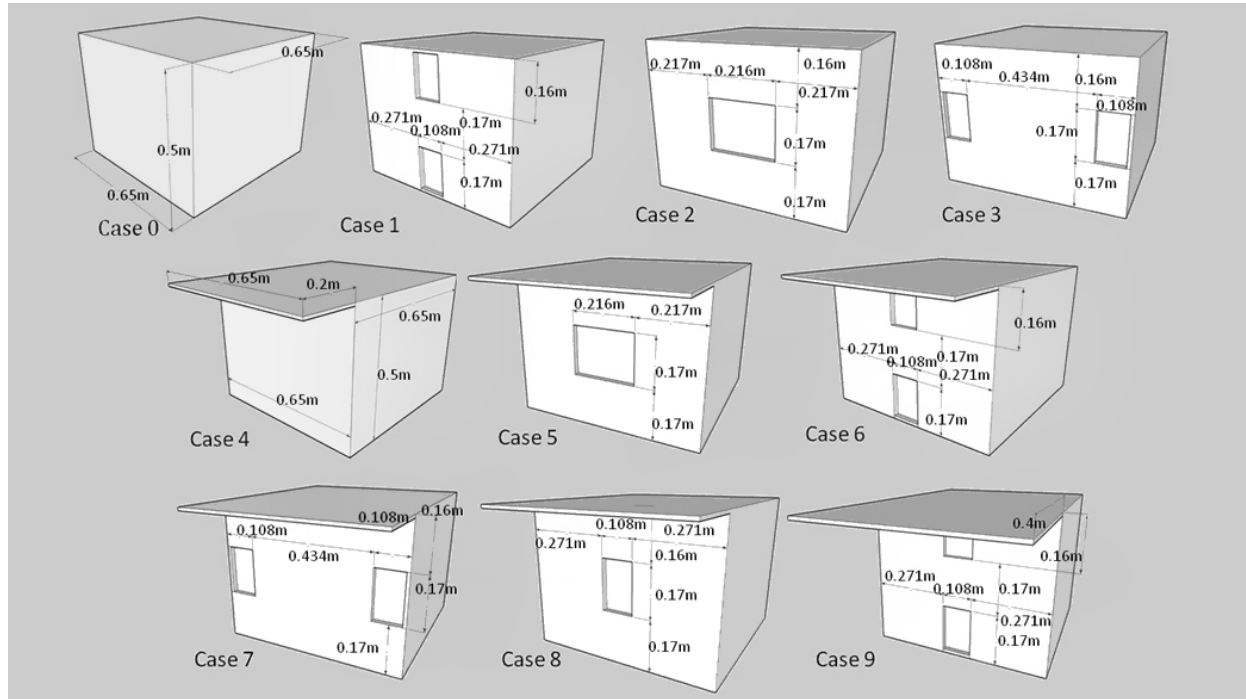 0.65m
0.5m
0.65m
Case 0
0.16m
0.17m
0.271m
0.108m
0.271m
0.17m
Case 1
0.16m
0.217m
0.216m
0.217m
0.17m
0.17m
Case 2
0.108m
0.434m
0.16m
0.108m
0.17m
0.17m
Case 3
0.65m
0.2m
0.65m
0.5m
0.65m
Case 4
0.216m
0.217m
0.17m
0.17m
Case 5
0.16m
0.17m
0.271m
0.108m
0.271m
0.17m
Case 6
0.108m
0.16m
0.108m
0.434m
0.17m
0.17m
Case 7
0.108m
0.271m
0.271m
0.16m
0.17m
0.17m
Case 8
0.4m
0.16m
0.271m
0.17m
0.108m
0.271m
0.17m
Case 9